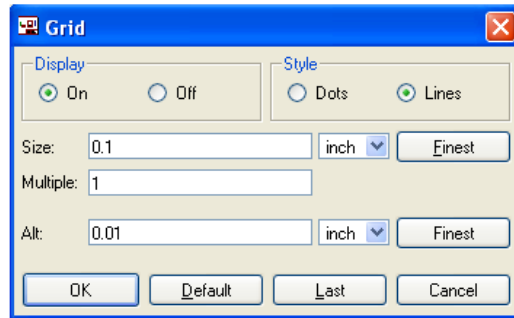 Grid
Display Style
On Off Dots Lines
Size: 0.1 inch Finest
Multiple: 1
Alt: 0.01 inch Finest
OK Default Last Cancel